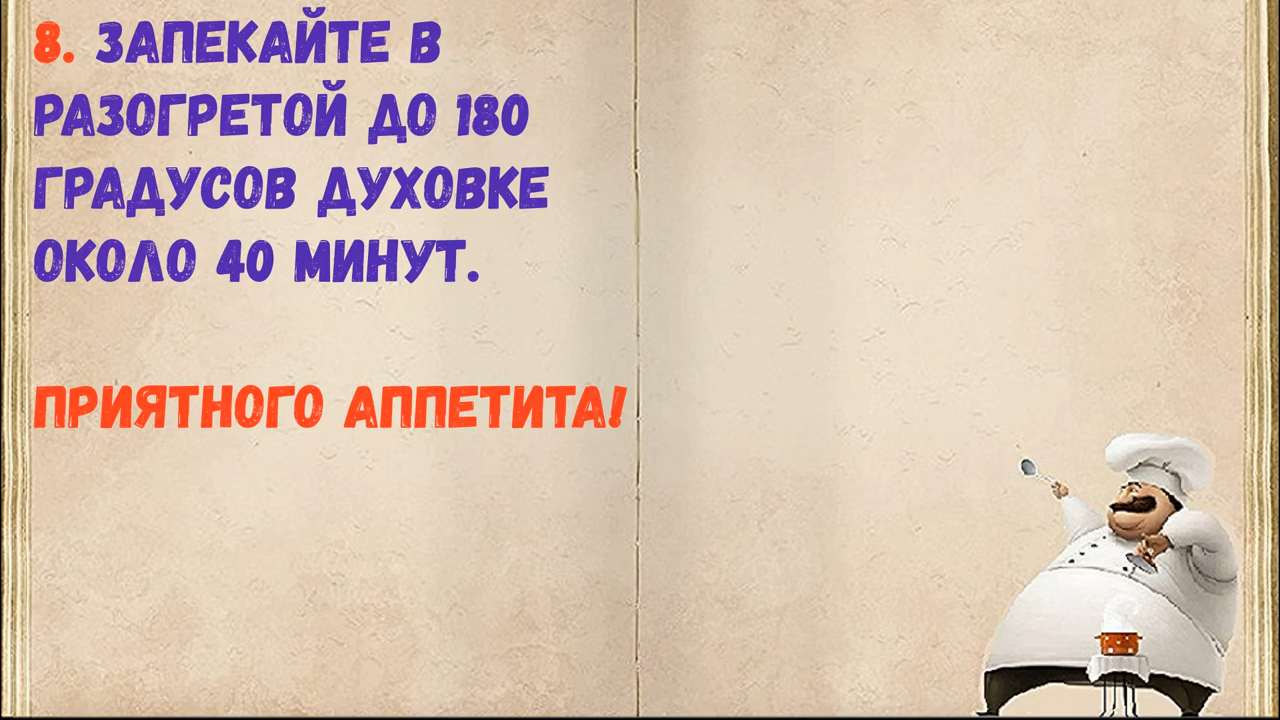 8. ЗАПЕКАЙТЕ В
РАЗОГРЕТОЙ ДО 180
ГРАДУСОВ ДУХОВКЕ
ОКОЛО 40 МИНУТ.
ПРИЯТНОГО АППЕТИТА!